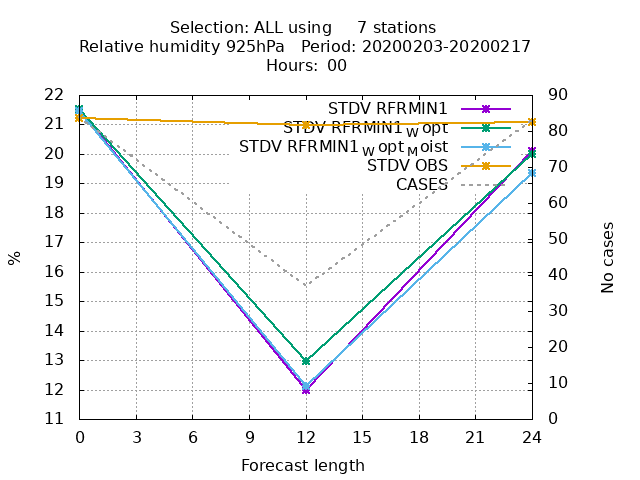 Selection: ALL using 7 stations
Relative humidity 925hPa Period: 20200203-20200217
Hours: 00
22 90
STDV RFRMIN1
21 80
STDV RFRMIN1W opt
STDV RFRMIN1W opt Moist
20 70
STDV OBS
CASES
19
18 60
17 50
16 40
15 30
14
13 20
12 10
11 0
%
No cases
0 3 6 9 12 15 18 21 24
Forecast length